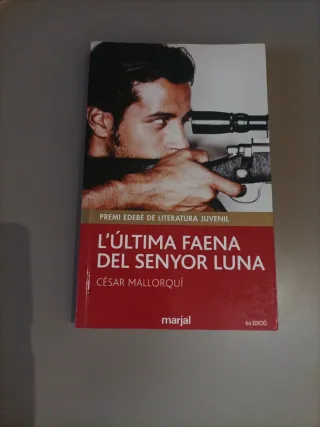 PREMI EDEBÉ DE LITERATURA JUVENIL
L'ÚLTIMA FAENA
DEL SENYOR LUNA
CÉSAR MALLORQUÍ
marjal